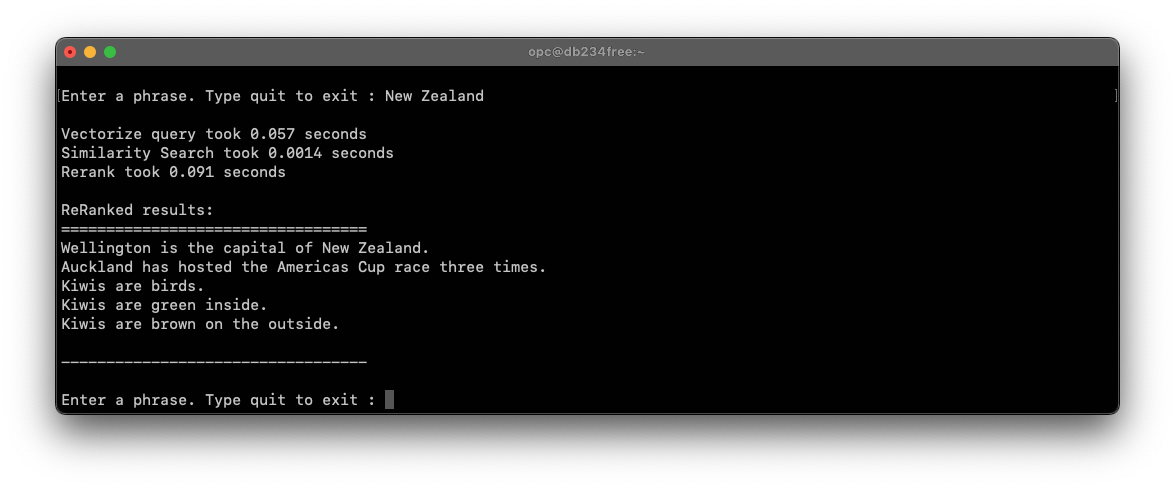 opc@db234free:~
[Enter a phrase. Type quit to exit : New Zealand ]
Vectorize query took 0.057 seconds
Similarity Search took 0.0014 seconds
Rerank took 0.091 seconds
ReRanked results:
==================================
Wellington is the capital of New Zealand.
Auckland has hosted the Americas Cup race three times.
Kiwis are birds.
Kiwis are green inside.
Kiwis are brown on the outside.
----------------------------------
Enter a phrase. Type quit to exit :